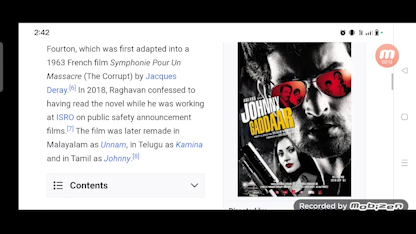 2:42
Fourton, which was first adapted into a
1963 French film Symphonie Pour Un
Massacre (The Corrupt) by Jacques
Deray.[6] In 2018, Raghavan confessed to
having read the novel while he was working
at ISRO on public safety announcement
films.[7] The film was later remade in
Malayalam as Unnam, in Telugu as Kamina
and in Tamil as Johnny.[8]
Contents
JOHNNY
GADDAAR
Recorded by
mobizen